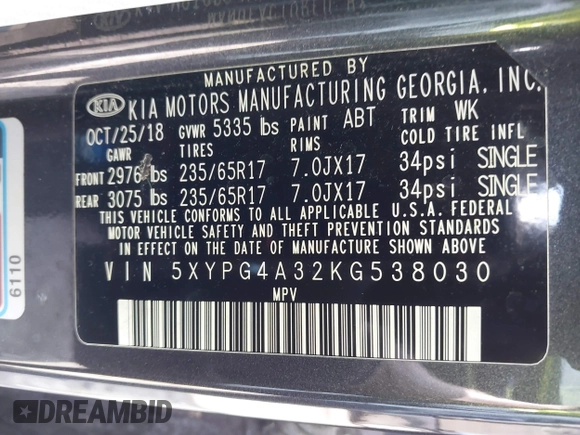 MANUFACTURED BY
KIA KIA MOTORS MANUFACTURING GEORGIA, INC.
OCT/25/18 GVWR 5335 lbs PAINT ABT TRIM WK
GAWR TIRES RIMS COLD TIRE INFL
FRONT 2976 lbs 235/65R17 7.0JX17 34psi SINGLE
REAR 3075 lbs 235/65R17 7.0JX17 34psi SINGLE
THIS VEHICLE CONFORMS TO ALL APPLICABLE U.S.A. FEDERAL
MOTOR VEHICLE SAFETY AND THEFT PREVENTION STANDARDS
IN EFFECT ON THE DATE OF MANUFACTURE SHOWN ABOVE.
VIN 5XYPG4A32KG538030
MPV
6110
DREAMBID